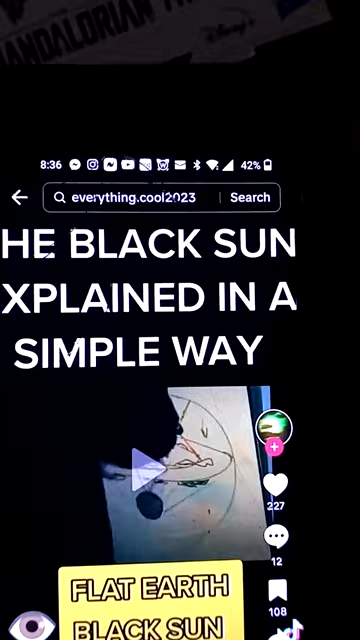 MANDALORIAN
Disney+
8:36
42%
everything.cool2023
Search
HE BLACK SUN
XPLAINED IN A
SIMPLE WAY
227
12
108
FLAT EARTH
BLACK SUN